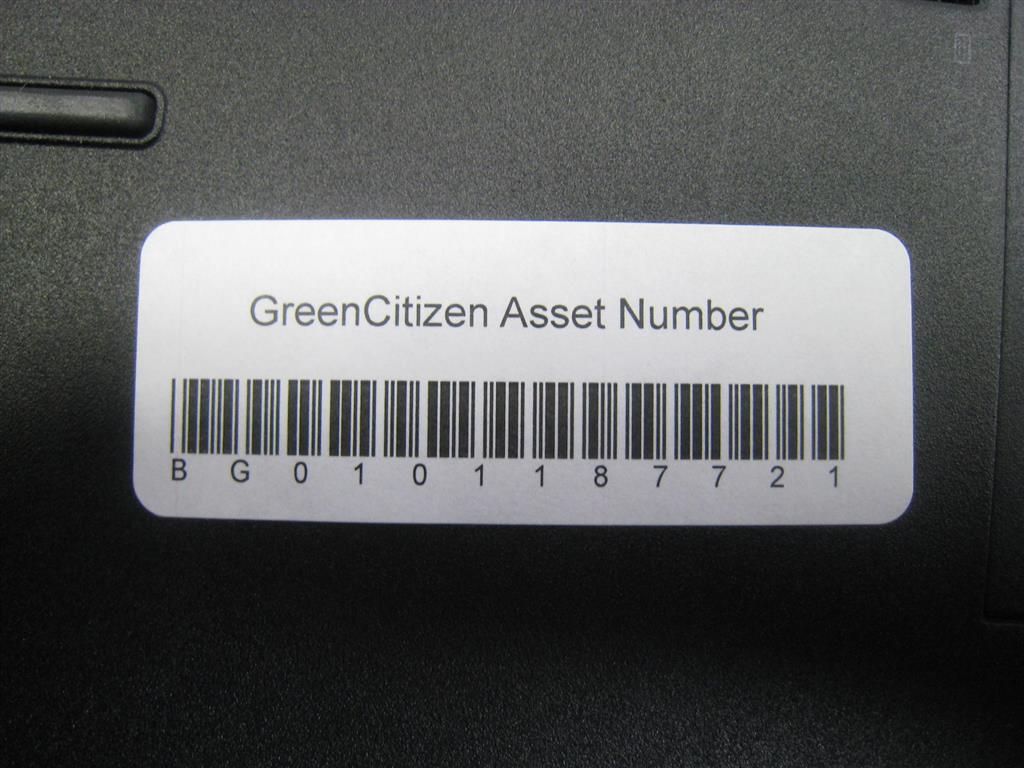 GreenCitizen Asset Number
B G 0 1 0 1 1 8 7 7 2 1